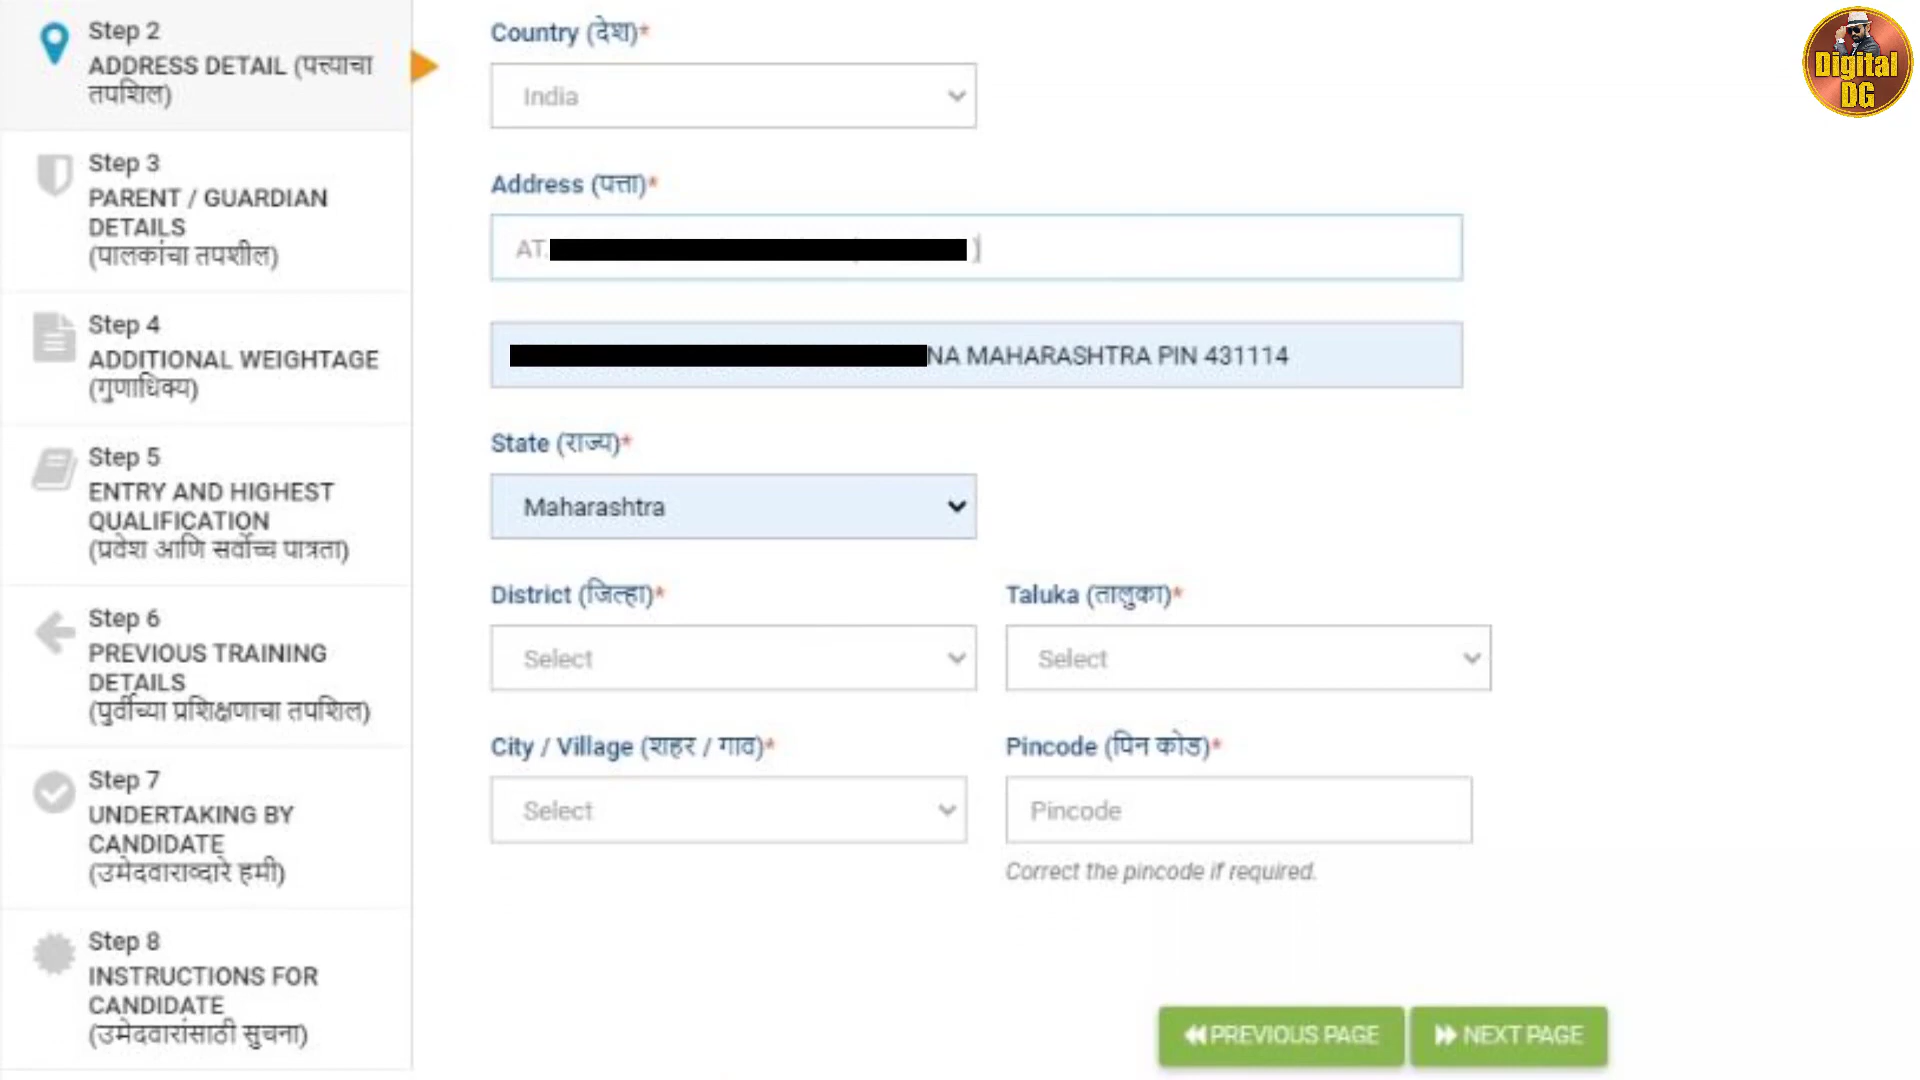 Step 2
ADDRESS DETAIL (पत्त्याचा
तपशिल)
Step 3
PARENT / GUARDIAN
DETAILS
(पालकांचा तपशील)
Step 4
ADDITIONAL WEIGHTAGE
(गुणाधिक्य)
Step 5
ENTRY AND HIGHEST
QUALIFICATION
(प्रवेश आणि सर्वोच्च पात्रता)
Step 6
PREVIOUS TRAINING
DETAILS
(पुर्वीच्या प्रशिक्षणाचा तपशिल)
Step 7
UNDERTAKING BY
CANDIDATE
(उमेदवाराव्दारे हमी)
Step 8
INSTRUCTIONS FOR
CANDIDATE
(उमेदवारांसाठी सुचना)
Country (देश)*
India
Address (पत्ता)*
AT. )
NA MAHARASHTRA PIN 431114
State (राज्य)*
Maharashtra
District (जिल्हा)* Taluka (तालुका)*
Select Select
City / Village (शहर / गाव)* Pincode (पिन कोड)*
Select Pincode
Correct the pincode if required.
PREVIOUS PAGE NEXT PAGE
Digital
DG